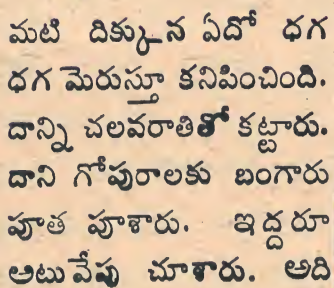 మటి దిక్కున ఏదో ధగ
ధగ మెరుస్తూ కనిపించింది.
దాన్ని చలవరాతితో కట్టారు.
దాని గోపురాలకు బంగారు
పూత పూశారు. ఇద్దరూ
అటువేపు చూశారు. అది